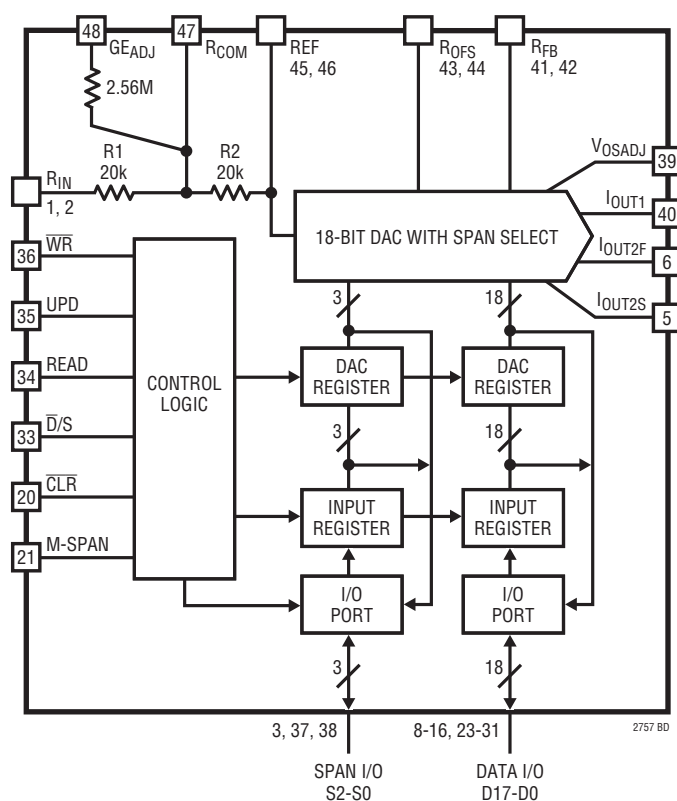 48
GEADJ
47
RCOM
REF
45, 46
ROFS
43, 44
RFB
41, 42
2.56M
R1
20k
R2
20k
RIN
1, 2
VOSADJ
39
IOUT1
40
IOUT2F
6
IOUT2S
5
18-BIT DAC WITH SPAN SELECT
36
WR
35
UPD
34
READ
33
D/S
20
CLR
21
M-SPAN
CONTROL
LOGIC
3
18
DAC
REGISTER
DAC
REGISTER
3
18
INPUT
REGISTER
INPUT
REGISTER
I/O
PORT
I/O
PORT
3
18
3, 37, 38
8-16, 23-31
2757 BD
SPAN I/O
S2-S0
DATA I/O
D17-D0